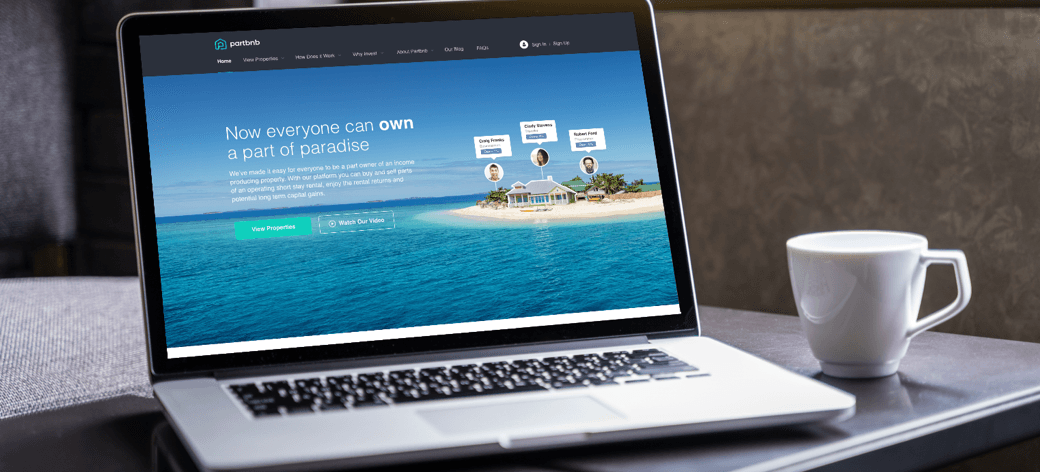 partbnb
Home View Properties How Does it Work Why Invest About Partbnb Our Blog FAQs Sign In Sign Up
Now everyone can own
a part of paradise
We've made it easy for everyone to be a part owner of an income
producing property. With our platform you can buy and sell parts
of an operating short stay rental, enjoy the rental returns and
potential long term capital gains.
View Properties Watch Our Video
Craig Franks
Cindy Stevens
Robert Ford